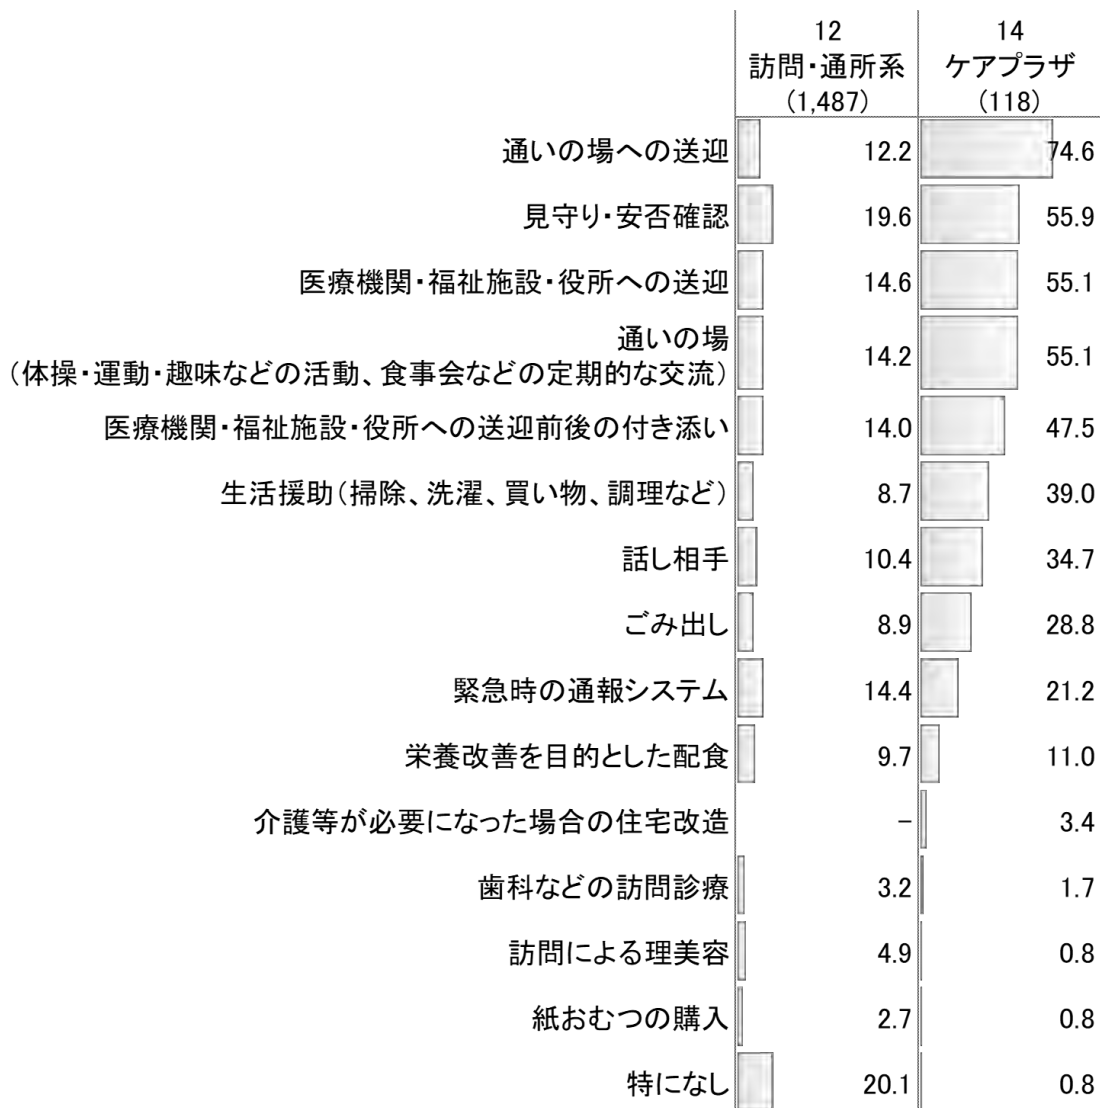 12 14
訪問・通所系 ケアプラザ
(1,487) (118)
通いの場への送迎 12.2 74.6
見守り・安否確認 19.6 55.9
医療機関・福祉施設・役所への送迎 14.6 55.1
通いの場
(体操・運動・趣味などの活動、食事会などの定期的な交流) 14.2 55.1
医療機関・福祉施設・役所への送迎前後の付き添い 14.0 47.5
生活援助(掃除、洗濯、買い物、調理など) 8.7 39.0
話し相手 10.4 34.7
ごみ出し 8.9 28.8
緊急時の通報システム 14.4 21.2
栄養改善を目的とした配食 9.7 11.0
介護等が必要になった場合の住宅改造 – 3.4
歯科などの訪問診療 3.2 1.7
訪問による理美容 4.9 0.8
紙おむつの購入 2.7 0.8
特になし 20.1 0.8